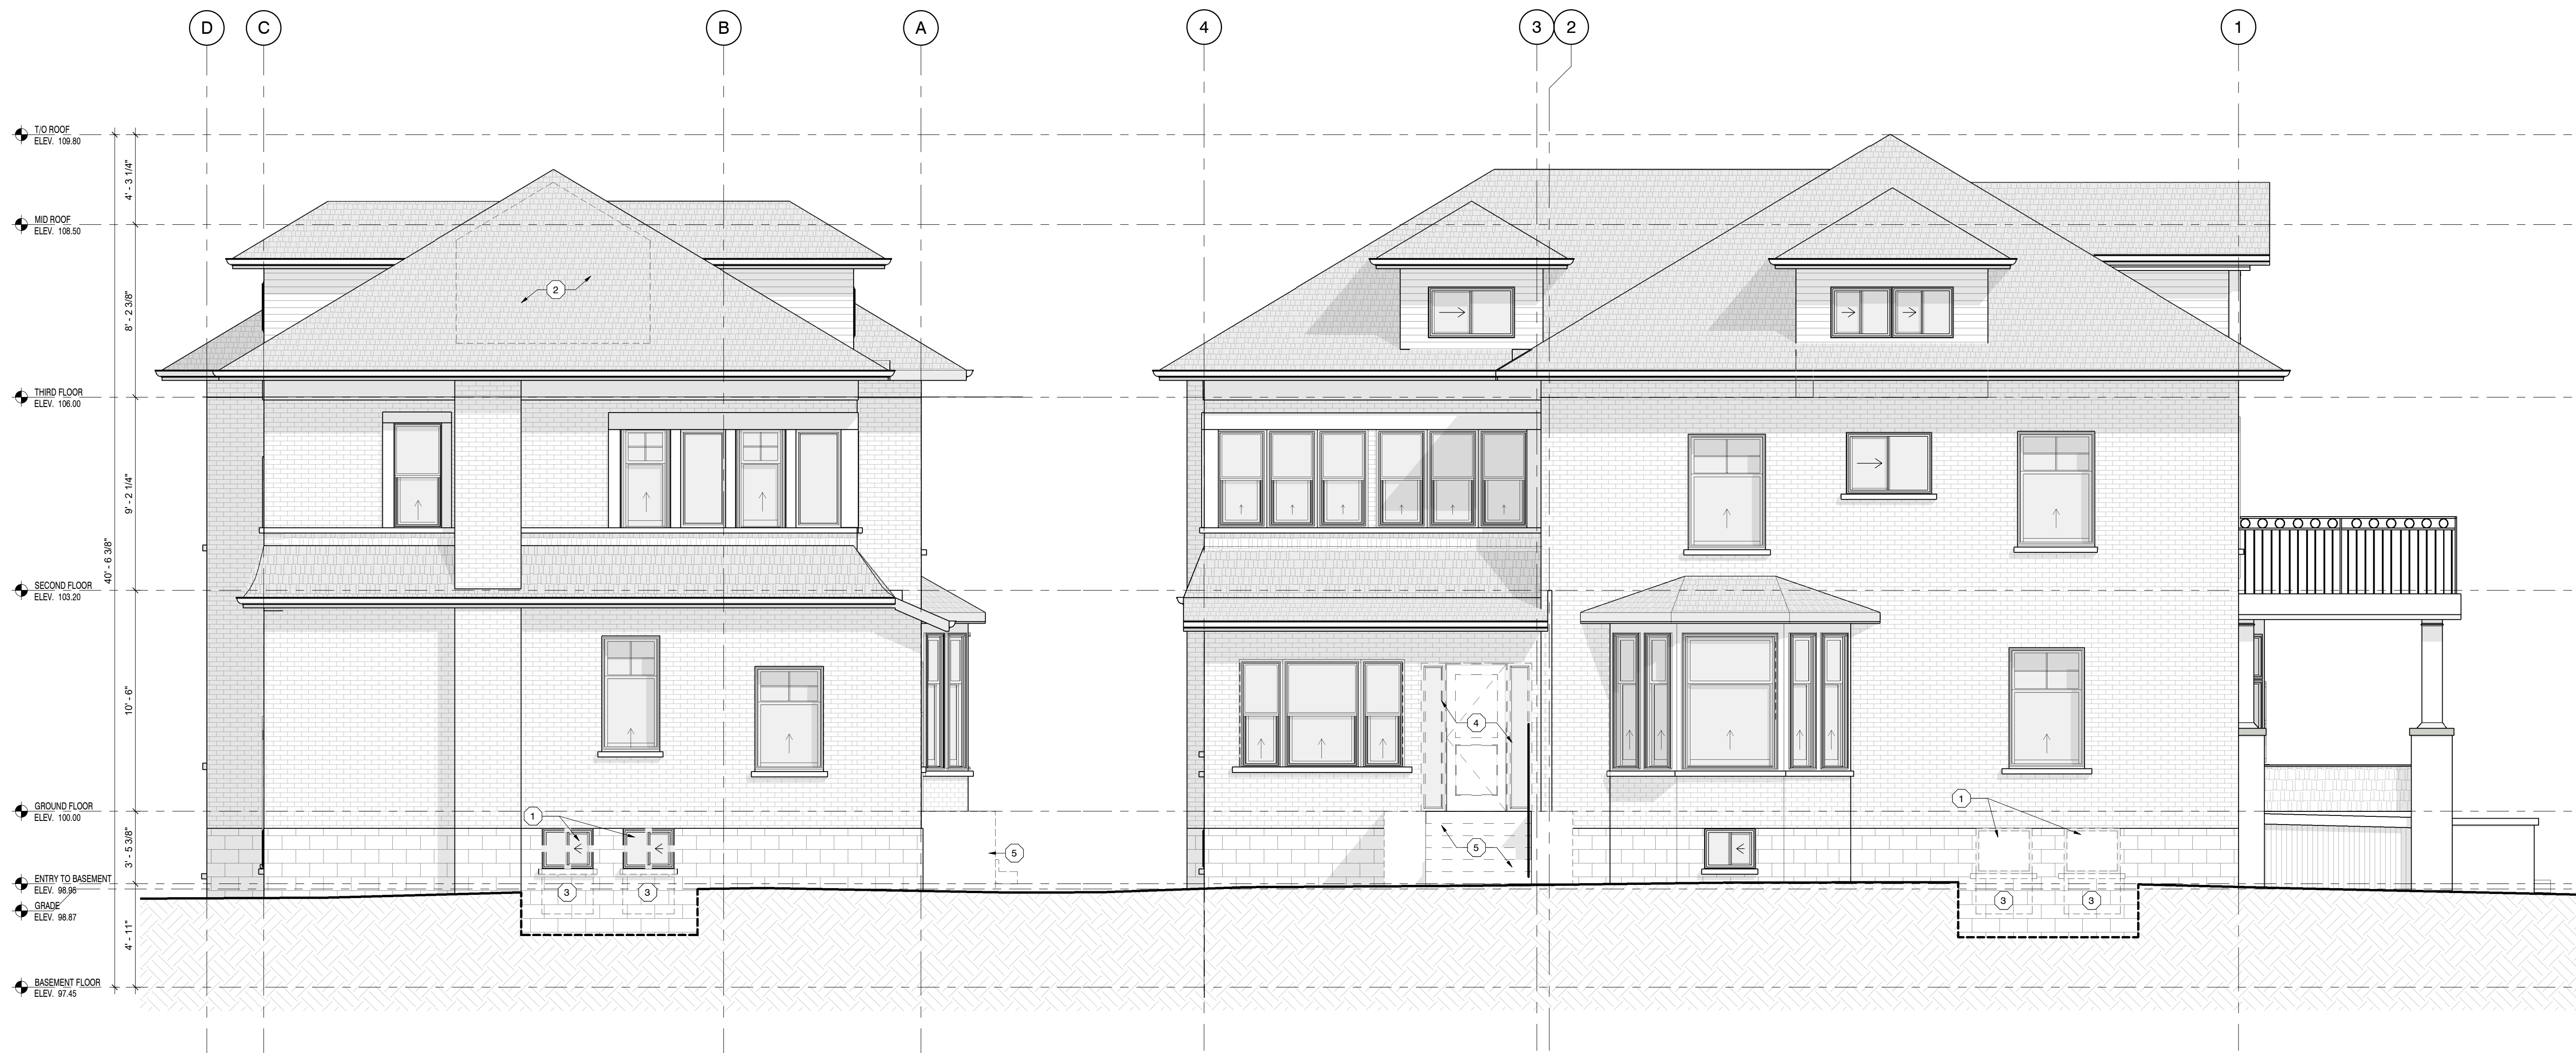 D
C
B
A
4
3
2
1
T/O ROOF
ELEV. 109.80
4' - 3 1/4"
MID ROOF
ELEV. 108.50
8' - 2 3/8"
THIRD FLOOR
ELEV. 106.00
9' - 2 1/4"
40' - 6 3/8"
SECOND FLOOR
ELEV. 103.20
10' - 6"
GROUND FLOOR
ELEV. 100.00
3' - 5 3/8"
ENTRY TO BASEMENT
ELEV. 98.95
GRADE
ELEV. 98.87
4' - 11"
BASEMENT FLOOR
ELEV. 97.45
2
1
3
3
5
4
5
1
3
3